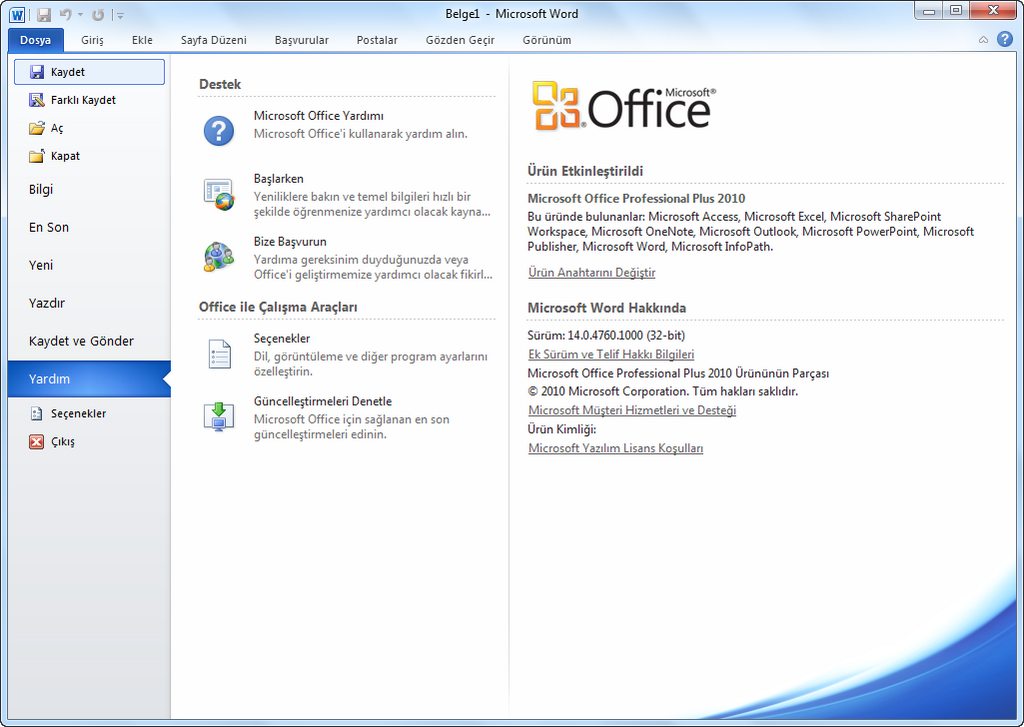 Belge1 - Microsoft Word
Dosya Giriş Ekle Sayfa Düzeni Başvurular Postalar Gözden Geçir Görünüm
Kaydet
Farklı Kaydet
Aç
Kapat
Bilgi
En Son
Yeni
Yazdır
Kaydet ve Gönder
Yardım
Seçenekler
Çıkış
Destek
Microsoft Office Yardımı
Microsoft Office'i kullanarak yardım alın.
Başlarken
Yeniliklere bakın ve temel bilgileri hızlı bir
şekilde öğrenmenize yardımcı olacak kayna...
Bize Başvurun
Yardıma gereksinim duyduğunuzda veya
Office'i geliştirmemize yardımcı olacak fikirl...
Office ile Çalışma Araçları
Seçenekler
Dil, görüntüleme ve diğer program ayarlarını
özelleştirin.
Güncelleştirmeleri Denetle
Microsoft Office için sağlanan en son
güncelleştirmeleri edinin.
Microsoft®
Office
Ürün Etkinleştirildi
Microsoft Office Professional Plus 2010
Bu üründe bulunanlar: Microsoft Access, Microsoft Excel, Microsoft SharePoint
Workspace, Microsoft OneNote, Microsoft Outlook, Microsoft PowerPoint, Microsoft
Publisher, Microsoft Word, Microsoft InfoPath.
Ürün Anahtarını Değiştir
Microsoft Word Hakkında
Sürüm: 14.0.4760.1000 (32-bit)
Ek Sürüm ve Telif Hakkı Bilgileri
Microsoft Office Professional Plus 2010 Ürününün Parçası
© 2010 Microsoft Corporation. Tüm hakları saklıdır.
Microsoft Müşteri Hizmetleri ve Desteği
Ürün Kimliği:
Microsoft Yazılım Lisans Koşulları